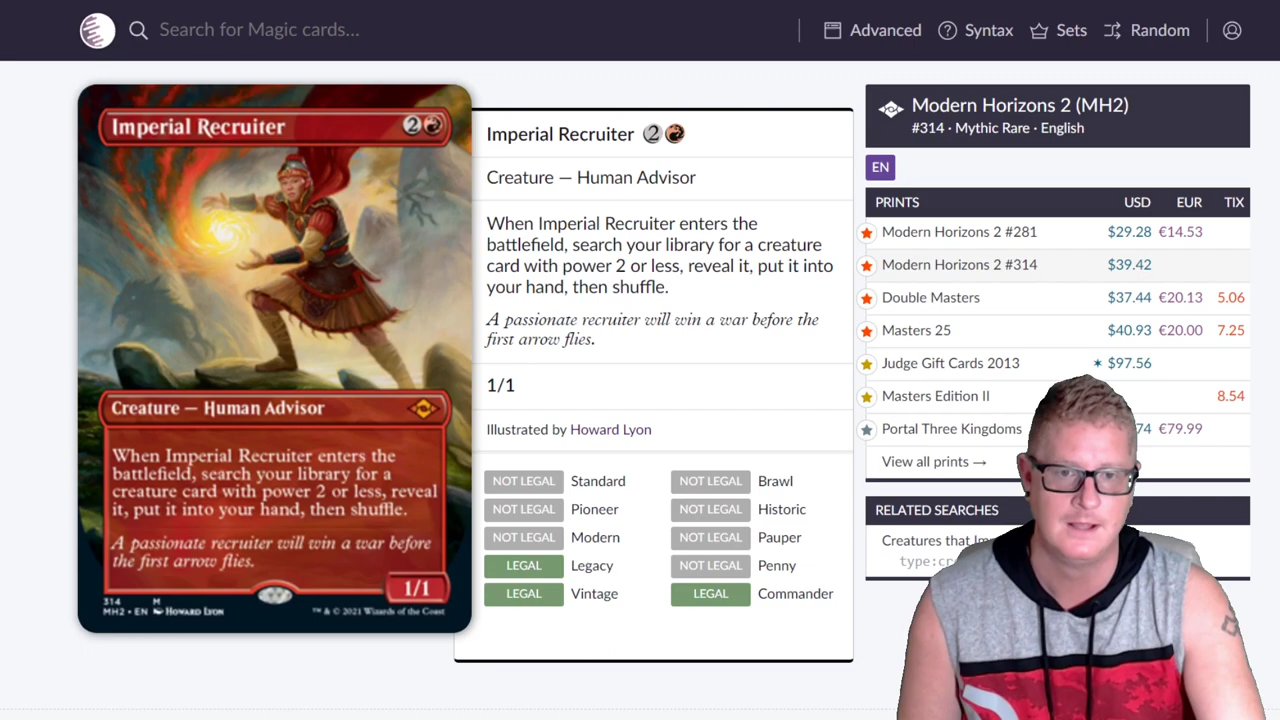 Search for Magic cards...
Advanced
Syntax
Sets
Random
Imperial Recruiter 2
Creature — Human Advisor
When Imperial Recruiter enters the
battlefield, search your library for a
creature card with power 2 or less, reveal
it, put it into your hand, then shuffle.
A passionate recruiter will win a war before
the first arrow flies.
1/1
314 M
MH2 • EN Howard Lyon
™ & © 2021 Wizards of the Coast
Imperial Recruiter 2
Creature — Human Advisor
When Imperial Recruiter enters the
battlefield, search your library for a creature
card with power 2 or less, reveal it, put it into
your hand, then shuffle.
A passionate recruiter will win a war before the
first arrow flies.
1/1
Illustrated by Howard Lyon
NOT LEGAL Standard NOT LEGAL Brawl
NOT LEGAL Pioneer NOT LEGAL Historic
NOT LEGAL Modern NOT LEGAL Pauper
LEGAL Legacy NOT LEGAL Penny
LEGAL Vintage LEGAL Commander
Modern Horizons 2 (MH2)
#314 · Mythic Rare · English
EN
PRINTS USD EUR TIX
Modern Horizons 2 #281 $29.28 €14.53
Modern Horizons 2 #314 $39.42
Double Masters $37.44 €20.13 5.06
Masters 25 $40.93 €20.00 7.25
Judge Gift Cards 2013 $97.56
Masters Edition II 8.54
Portal Three Kingdoms 74 €79.99
View all prints →
RELATED SEARCHES
Creatures that